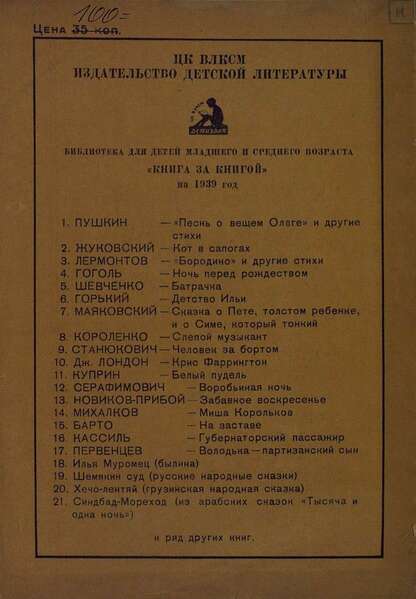 100=
Цена 35 коп.
ЦК ВЛКСМ
ИЗДАТЕЛЬСТВО ДЕТСКОЙ ЛИТЕРАТУРЫ
ДЕТИЗДАТ
БИБЛИОТЕКА ДЛЯ ДЕТЕЙ МЛАДШЕГО И СРЕДНЕГО ВОЗРАСТА
«КНИГА ЗА КНИГОЙ»
на 1939 год
1. ПУШКИН — «Песнь о вещем Олеге» и другие
стихи
2. ЖУКОВСКИЙ — Кот в сапогах
3. ЛЕРМОНТОВ — «Бородино» и другие стихи
4. ГОГОЛЬ — Ночь перед рождеством
5. ШЕВЧЕНКО — Батрачка
6. ГОРЬКИЙ — Детство Ильи
7. МАЯКОВСКИЙ — Сказка о Пете, толстом ребенке,
и о Симе, который тонкий
8. КОРОЛЕНКО — Слепой музыкант
9. СТАНЮКОВИЧ — Человек за бортом
10. Дж. ЛОНДОН — Крис Фаррингтон
11. КУПРИН — Белый пудель
12. СЕРАФИМОВИЧ — Воробьиная ночь
13. НОВИКОВ-ПРИБОЙ — Забавное воскресенье
14. МИХАЛКОВ — Миша Корольков
15. БАРТО — На заставе
16. КАССИЛЬ — Губернаторский пассажир
17. ПЕРВЕНЦЕВ — Володька — партизанский сын
18. Илья Муромец (былина)
19. Шемякин суд (русские народные сказки)
20. Хечо-лентяй (грузинская народная сказка)
21. Синдбад-Мореход (из арабских сказок «Тысяча и
одна ночь»)
и ряд других книг.